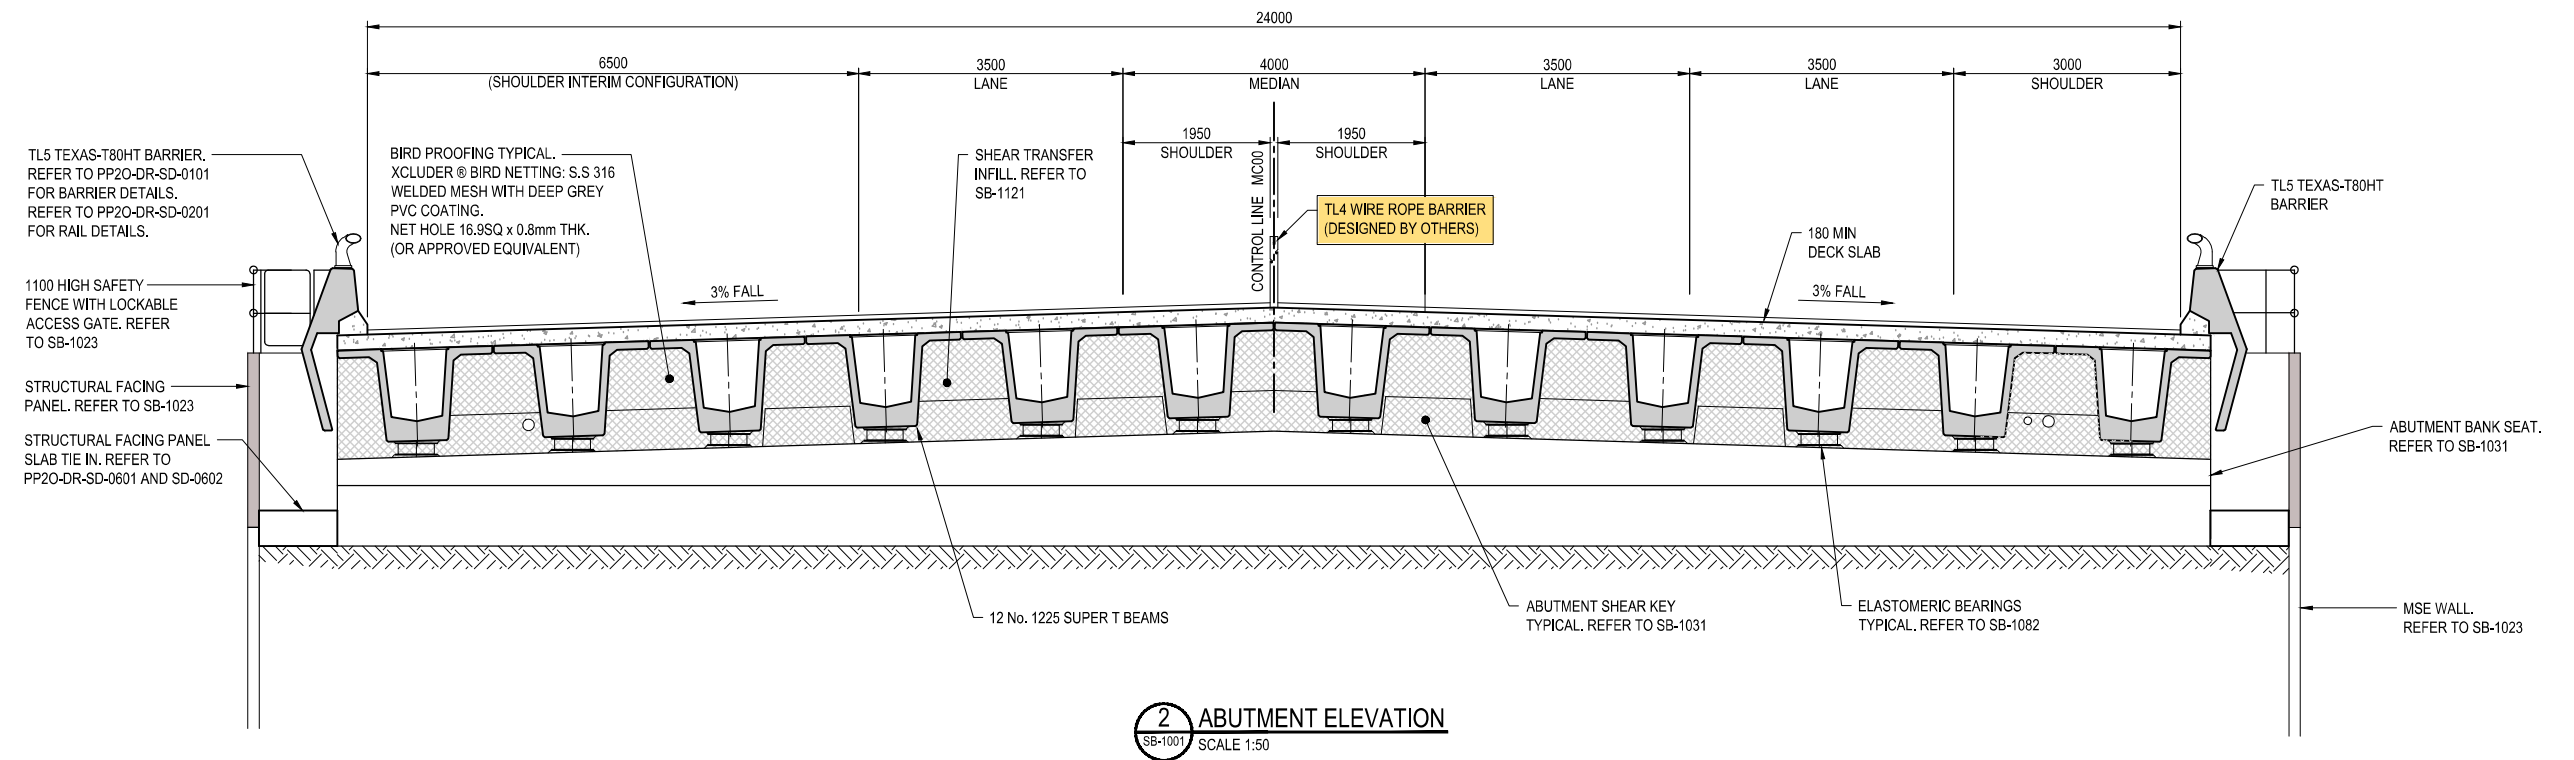 24000
6500
(SHOULDER INTERIM CONFIGURATION)
3500
LANE
4000
MEDIAN
3500
LANE
3500
LANE
3000
SHOULDER
1950
SHOULDER
1950
SHOULDER
TL5 TEXAS-T80HT BARRIER.
REFER TO PP2O-DR-SD-0101
FOR BARRIER DETAILS.
REFER TO PP2O-DR-SD-0201
FOR RAIL DETAILS.
BIRD PROOFING TYPICAL.
XCLUDER ® BIRD NETTING: S.S 316
WELDED MESH WITH DEEP GREY
PVC COATING.
NET HOLE 16.9SQ x 0.8mm THK.
(OR APPROVED EQUIVALENT)
SHEAR TRANSFER
INFILL. REFER TO
SB-1121
CONTROL LINE MC00
TL4 WIRE ROPE BARRIER
(DESIGNED BY OTHERS)
180 MIN
DECK SLAB
TL5 TEXAS-T80HT
BARRIER
1100 HIGH SAFETY
FENCE WITH LOCKABLE
ACCESS GATE. REFER
TO SB-1023
3% FALL
3% FALL
STRUCTURAL FACING
PANEL. REFER TO SB-1023
STRUCTURAL FACING PANEL
SLAB TIE IN. REFER TO
PP2O-DR-SD-0601 AND SD-0602
ABUTMENT BANK SEAT.
REFER TO SB-1031
12 No. 1225 SUPER T BEAMS
ABUTMENT SHEAR KEY
TYPICAL. REFER TO SB-1031
ELASTOMERIC BEARINGS
TYPICAL. REFER TO SB-1082
MSE WALL.
REFER TO SB-1023
2
SB-1001
ABUTMENT ELEVATION
SCALE 1:50